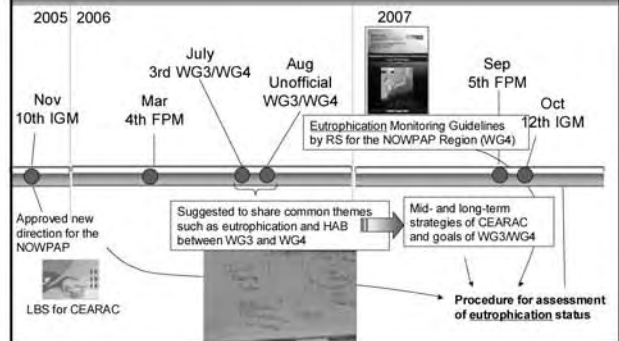 2005 2006
2007
July
3rd WG3/WG4
Aug
Unofficial
WG3/WG4
Sep
5th FPM
Nov
10th IGM
Mar
4th FPM
Oct
12th IGM
Eutrophication Monitoring Guidelines
by RS for the NOWPAP Region (WG4)
Approved new
direction for the
NOWPAP
Suggested to share common themes
such as eutrophication and HAB
between WG3 and WG4
Mid- and long-term
strategies of CEARAC
and goals of WG3/WG4
LBS for CEARAC
Procedure for assessment
of eutrophication status